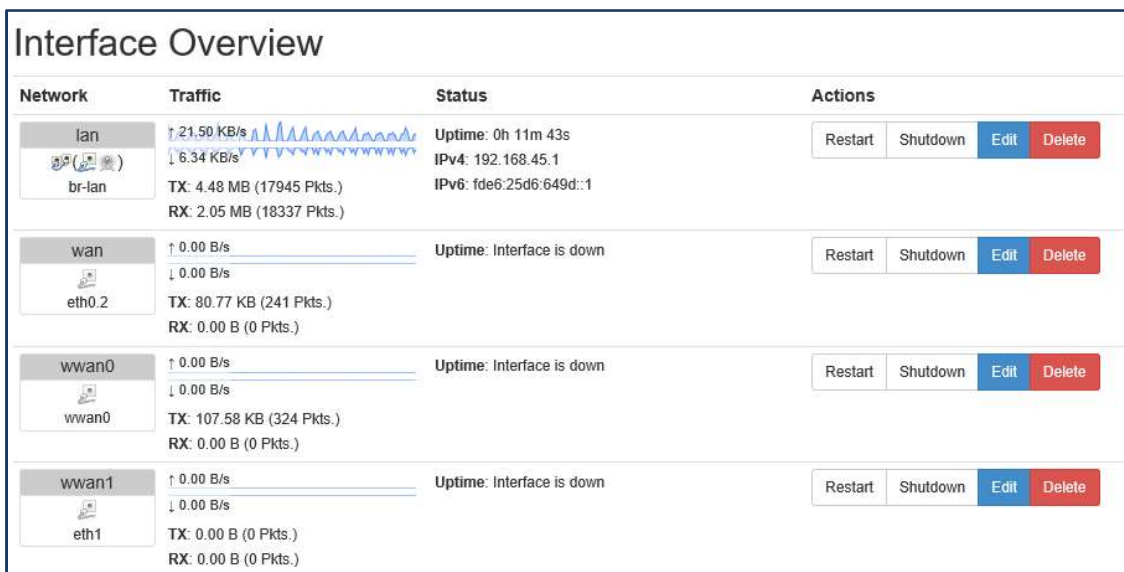 Interface Overview
Network Traffic Status Actions
lan
br-lan
↑ 21.50 KB/s
↓ 6.34 KB/s
TX: 4.48 MB (17945 Pkts.)
RX: 2.05 MB (18337 Pkts.)
Uptime: 0h 11m 43s
IPv4: 192.168.45.1
IPv6: fde6:25d6:649d::1
Restart Shutdown Edit Delete
wan
eth0.2
↑ 0.00 B/s
↓ 0.00 B/s
TX: 80.77 KB (241 Pkts.)
RX: 0.00 B (0 Pkts.)
Uptime: Interface is down
Restart Shutdown Edit Delete
wwan0
wwan0
↑ 0.00 B/s
↓ 0.00 B/s
TX: 107.58 KB (324 Pkts.)
RX: 0.00 B (0 Pkts.)
Uptime: Interface is down
Restart Shutdown Edit Delete
wwan1
eth1
↑ 0.00 B/s
↓ 0.00 B/s
TX: 0.00 B (0 Pkts.)
RX: 0.00 B (0 Pkts.)
Uptime: Interface is down
Restart Shutdown Edit Delete